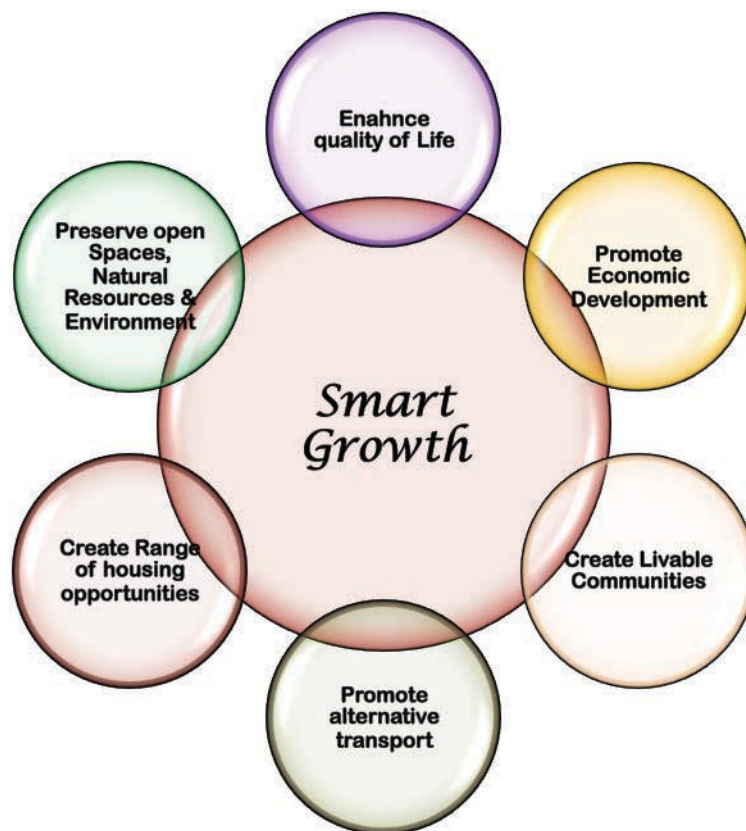 Enahnce
quality of Life
Preserve open
Spaces,
Natural
Resources &
Environment
Promote
Economic
Development
Smart
Growth
Create Range
of housing
opportunities
Create Livable
Communities
Promote
alternative
transport